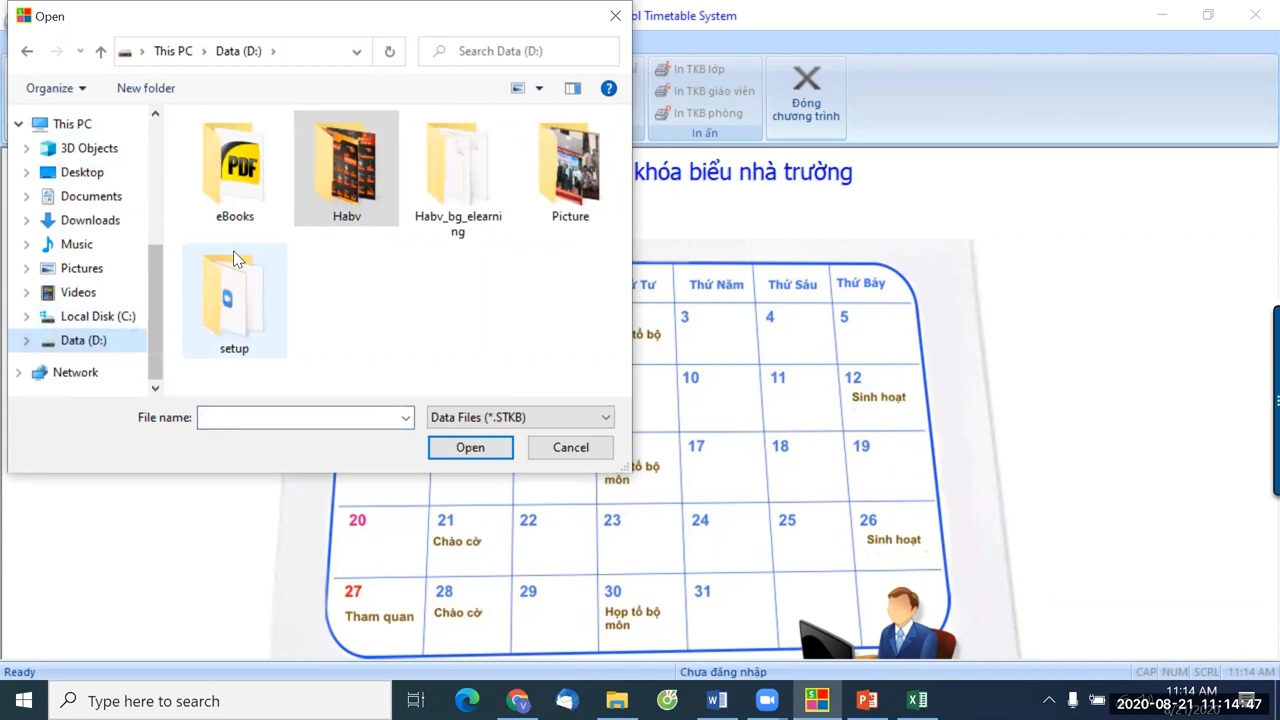 Open
ol Timetable System
This PC
Data (D:)
Search Data (D:)
Organize
New folder
In TKB lớp
In TKB giáo viên
In TKB phòng
In ấn
Đóng
chương trình
This PC
3D Objects
Desktop
Documents
Downloads
Music
Pictures
Videos
Local Disk (C:)
Data (D:)
Network
PDF
eBooks
Habv
Habv_bg_elearni
ng
Picture
setup
File name:
Data Files (*.STKB)
Open
Cancel
khóa biểu nhà trường
Tư
Thứ Năm
Thứ Sáu
Thứ Bảy
3
4
5
tổ bộ
10
11
12
Sinh hoạt
17
18
19
tổ bộ
môn
20
21
22
23
24
25
26
Chào cờ
Sinh hoạt
27
28
29
30
31
Tham quan
Chào cờ
Họp tổ bộ
môn
Ready
Chưa đăng nhập
CAP
NUM
SCRL
11:14 AM
Type here to search
11:14 AM
2020-08-21 11:14:47